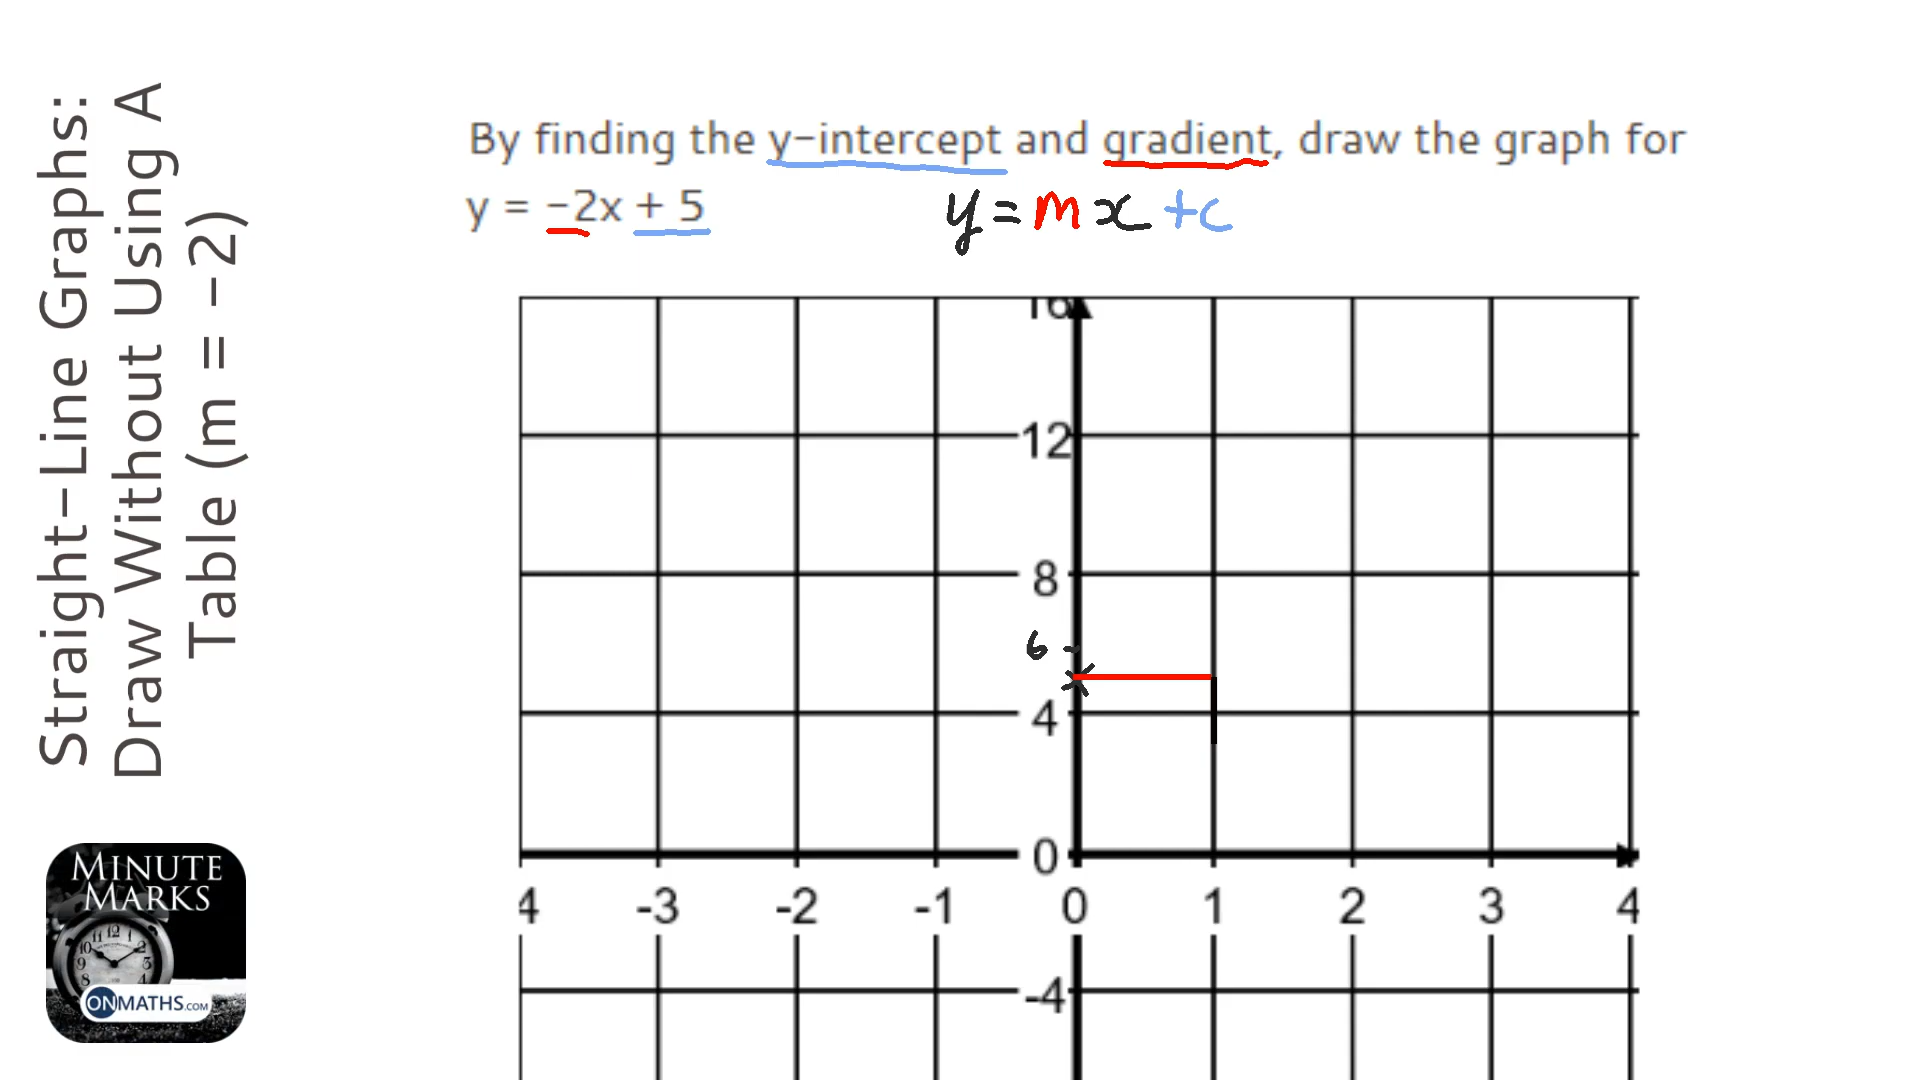 Straight-Line Graphs:
Draw Without Using A
Table (m = -2)
By finding the y-intercept and gradient, draw the graph for
y = -2x + 5
y = mx + c
16
12
8
6
4
0
4 -3 -2 -1 0 1 2 3 4
-4
MINUTE
MARKS
ONMATHS.COM